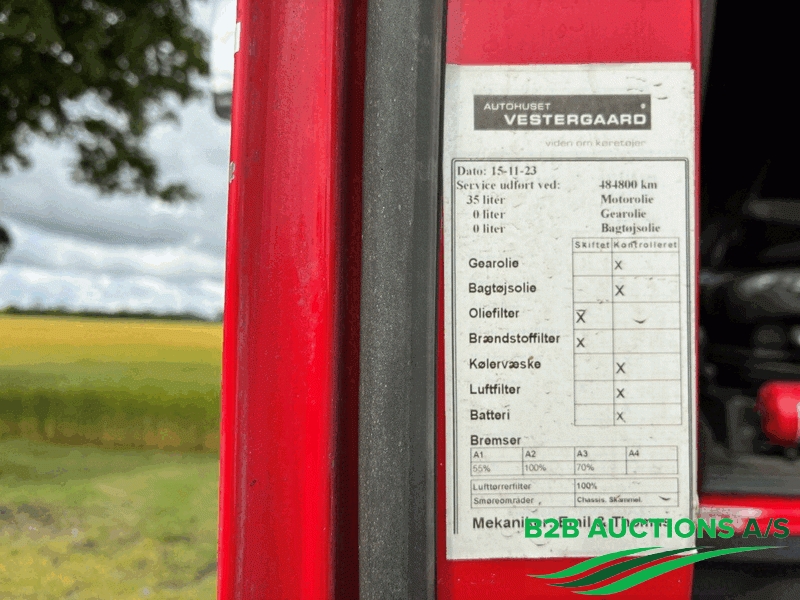 AUTOHUSET
VESTERGAARD
viden om køretøjer
Dato: 15-11-23
Service udført ved: 484800 km
35 liter Motorolie
0 liter Gearolie
0 liter Bagtøjsolie
Skiftet Kontrolleret
Gearolie X
Bagtøjsolie X
Oliefilter X
Brændstoffilter X
Kølervæske X
Luftfilter X
Batteri X
Bremser
A1 A2 A3 A4
55% 100% 70%
Lufttørrerfilter 100%
Smøreområder Chassis, Skammel
Mekaniker: Emil & Thomas
B2B AUCTIONS A/S